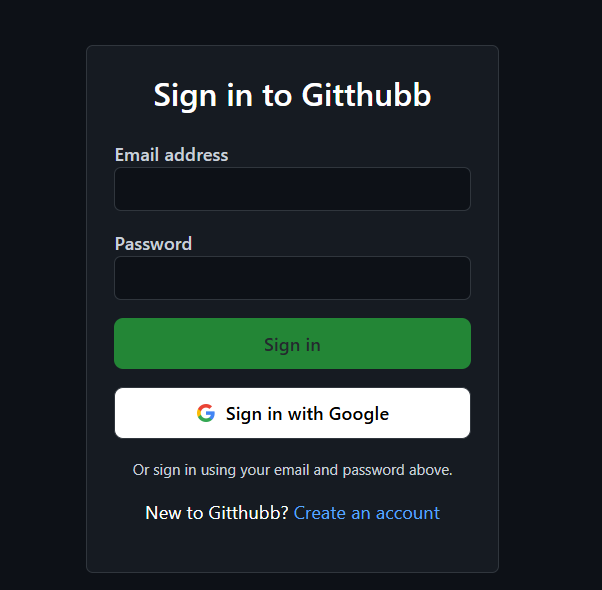 Sign in to Gitthubb
Email address
Password
Sign in
Sign in with Google
Or sign in using your email and password above.
New to Gitthubb? Create an account